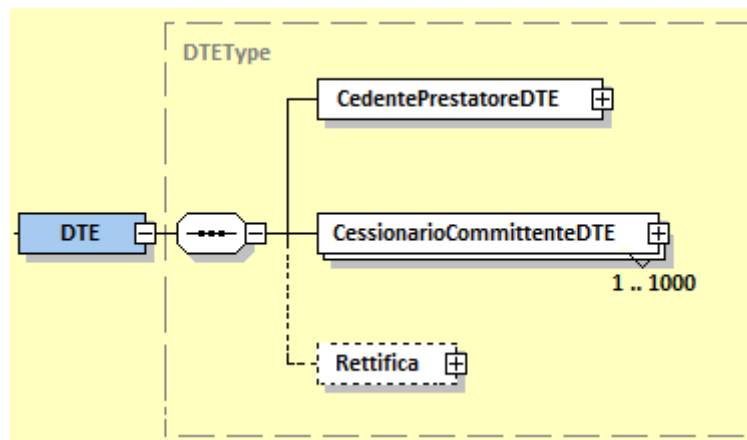 DTEType
CedentePrestatoreDTE
DTE
CessionarioCommittenteDTE
1 .. 1000
Rettifica